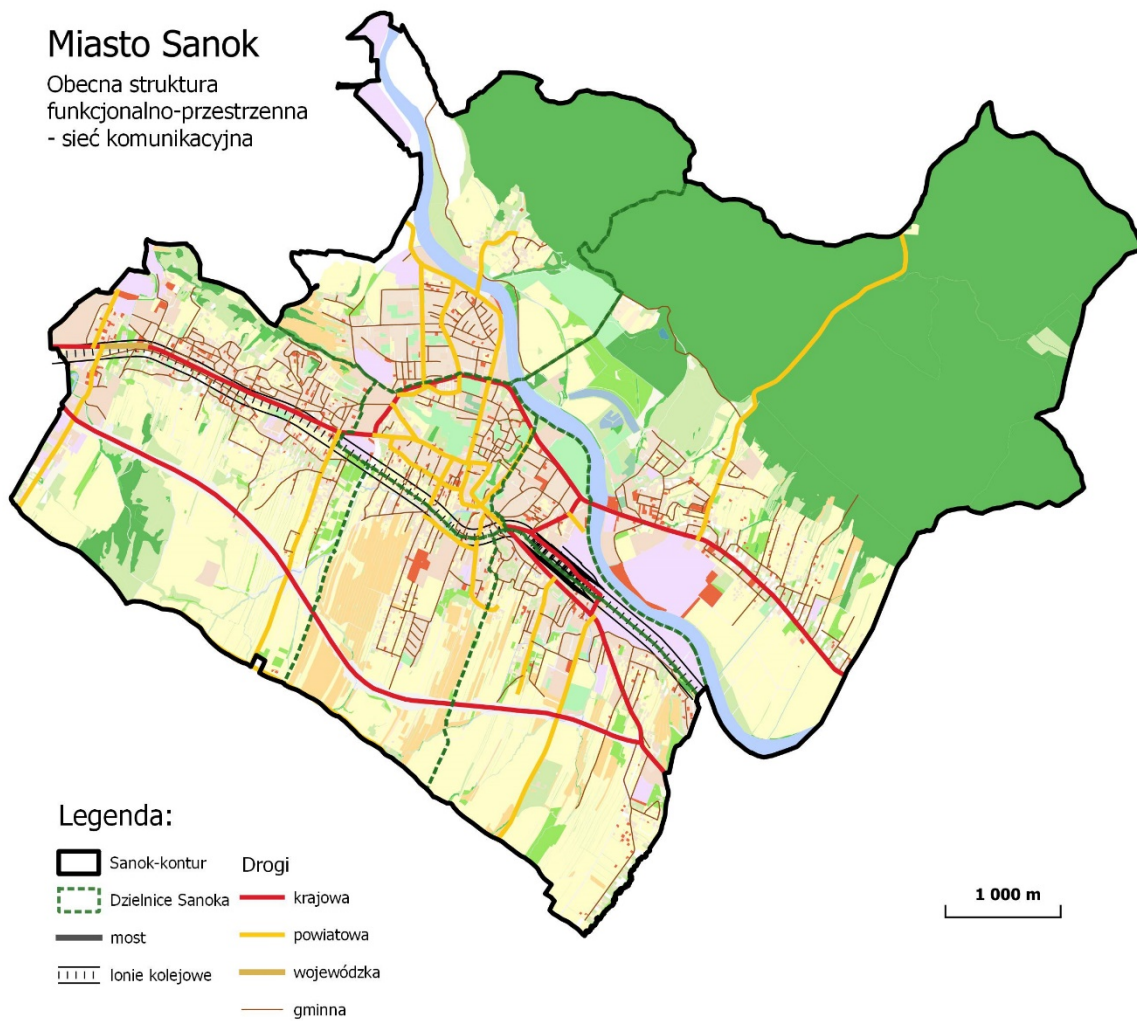 Miasto Sanok
Obecna struktura
funkcjonalno-przestrzenna
- sieć komunikacyjna
Legenda:
Sanok-kontur
Dzielnice Sanoka
most
lonie kolejowe
Drogi
krajowa
powiatowa
wojewódzka
gminna
1 000 m